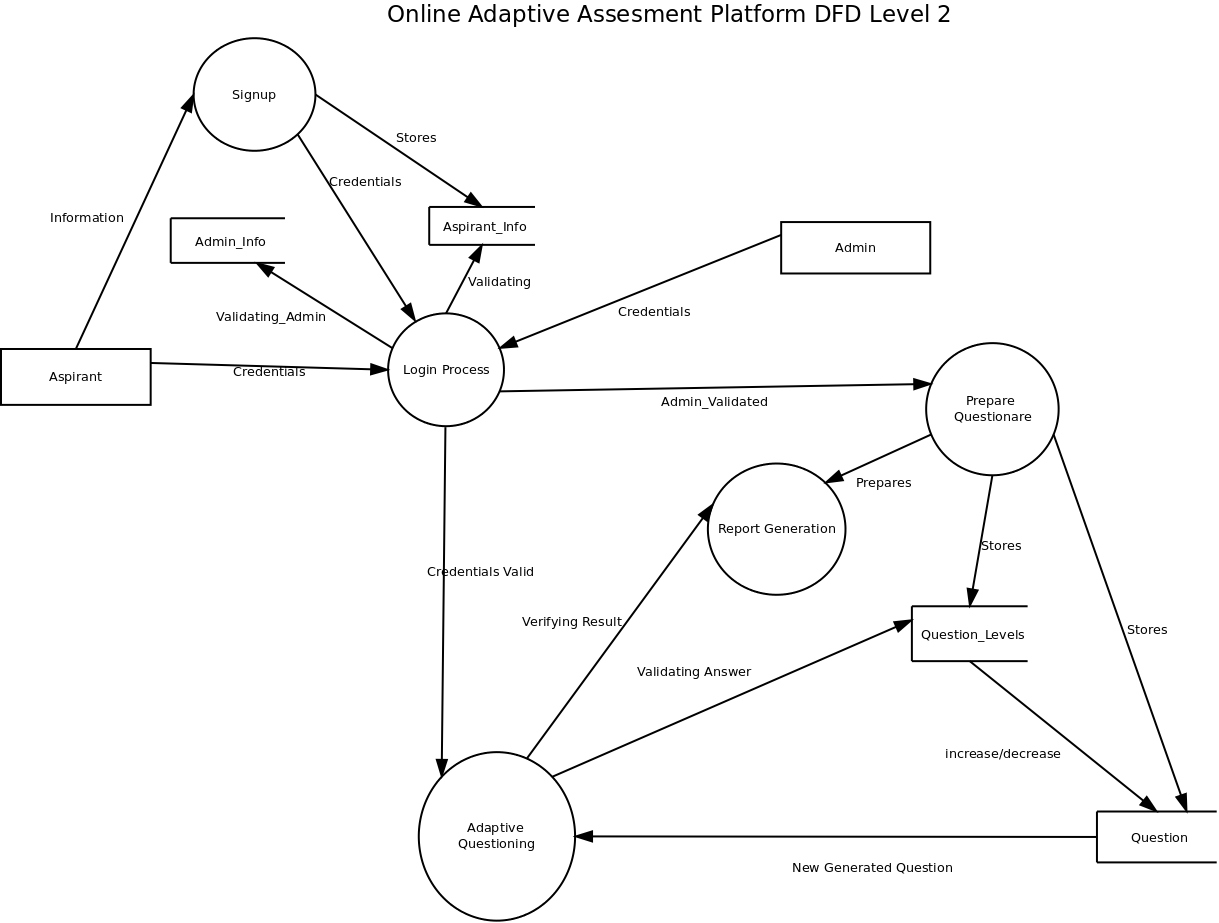 Online Adaptive Assesment Platform DFD Level 2
Signup
Stores
Credentials
Information
Aspirant_Info
Admin_Info
Admin
Validating
Credentials
Validating_Admin
Aspirant
Credentials
Login Process
Admin_Validated
Prepare
Questionare
Prepares
Report Generation
Stores
Credentials Valid
Verifying Result
Stores
Question_Levels
Validating Answer
increase/decrease
Adaptive
Questioning
Question
New Generated Question